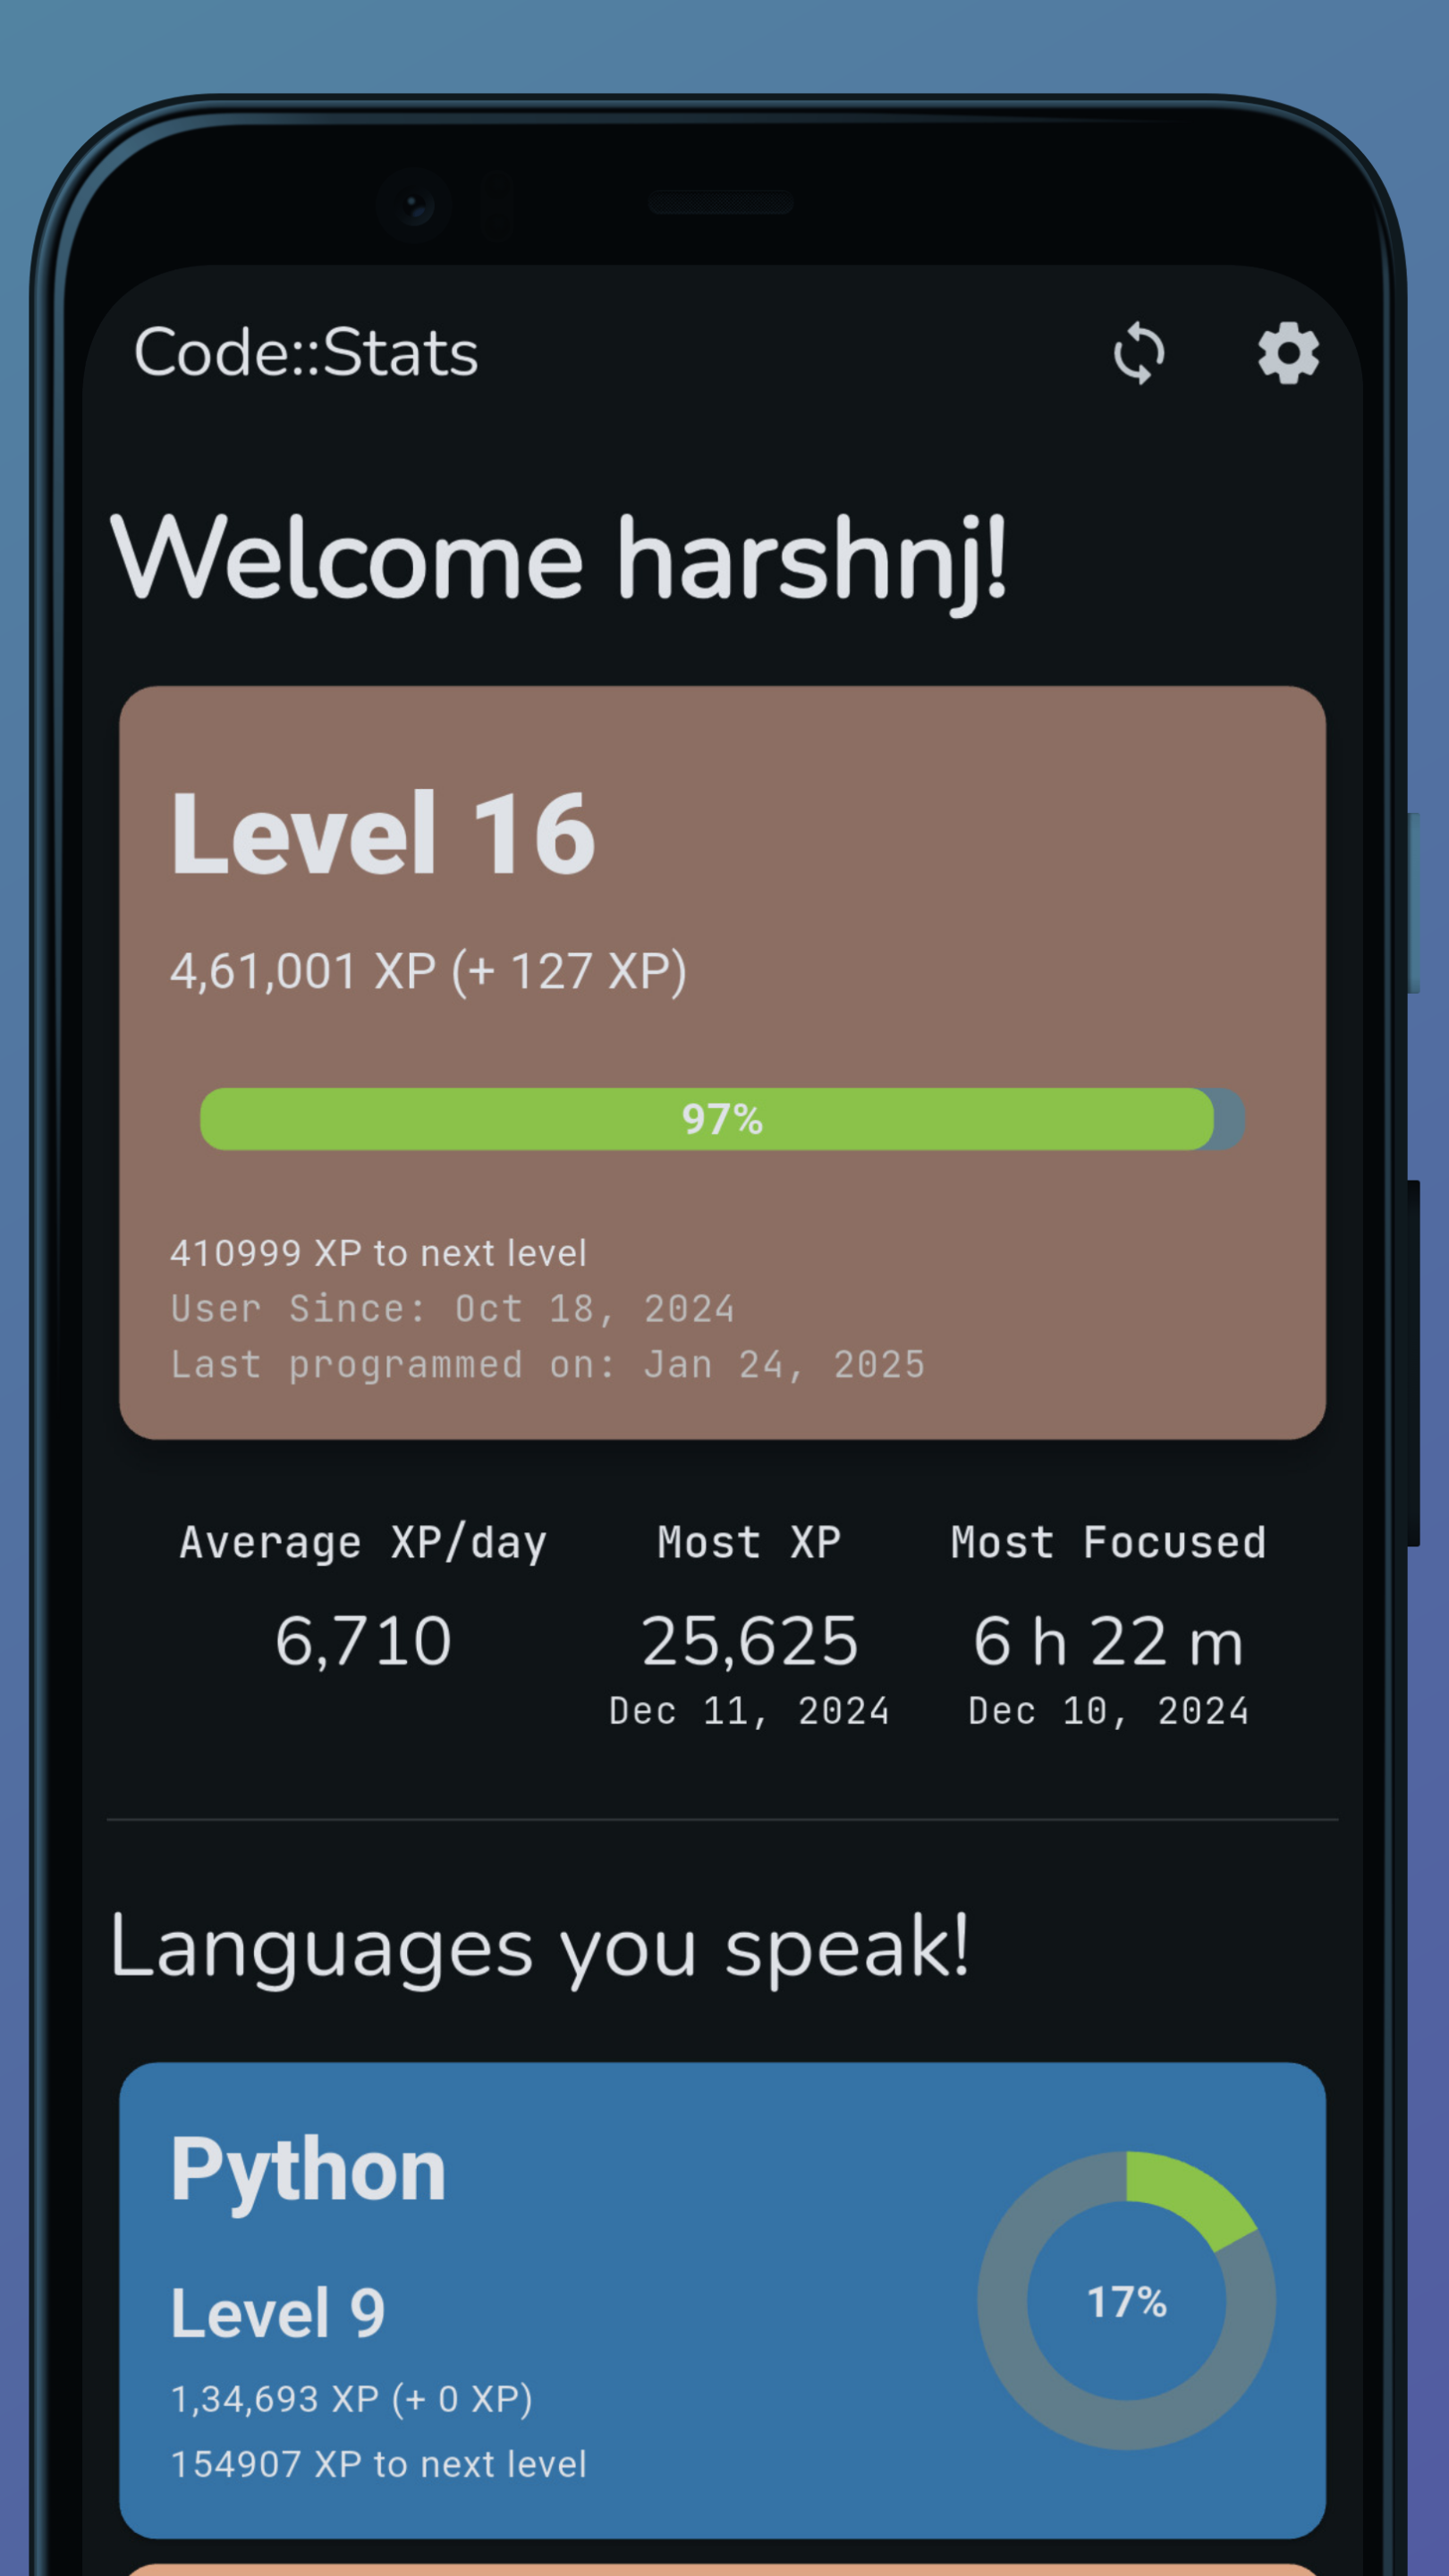 Code::Stats
Welcome harshnj!
Level 16
4,61,001 XP (+ 127 XP)
97%
410999 XP to next level
User Since: Oct 18, 2024
Last programmed on: Jan 24, 2025
Average XP/day Most XP Most Focused
6,710 25,625 6 h 22 m
Dec 11, 2024 Dec 10, 2024
Languages you speak!
Python
Level 9
17%
1,34,693 XP (+ 0 XP)
154907 XP to next level